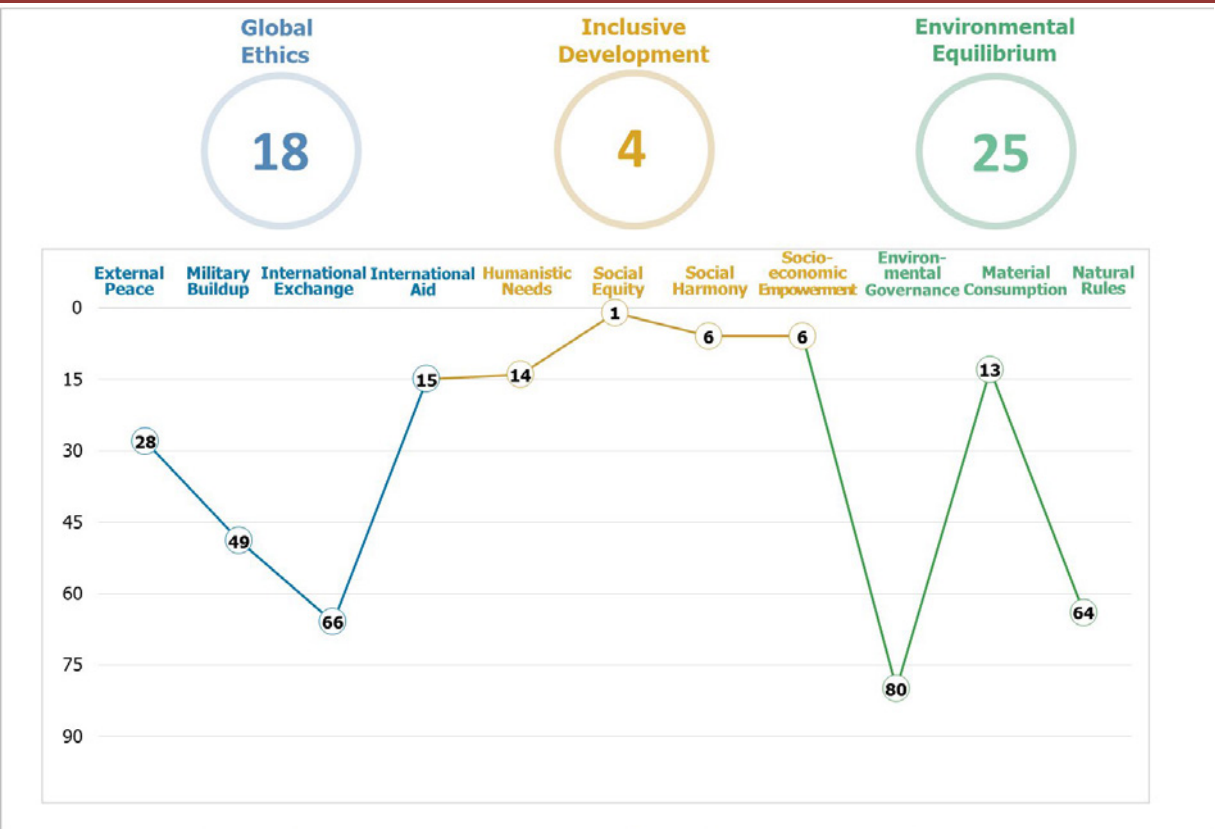 Global
Ethics
Inclusive
Development
Environmental
Equilibrium
18
4
25
External
Peace
Military
Buildup
International
Exchange
International
Aid
Humanistic
Needs
Social
Equity
Social
Harmony
Socio-
economic
Empowerment
Environ-
mental
Governance
Material
Consumption
Natural
Rules
0
15
30
45
60
75
90
28
49
66
15
14
1
6
6
80
13
64